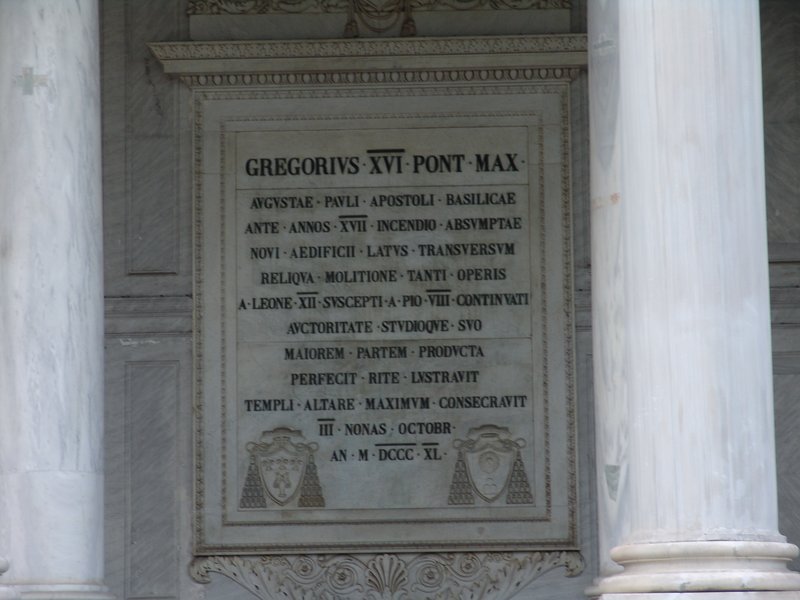 GREGORIVS · XVI · PONT · MAX ·
AVGVSTAE · PAVLI · APOSTOLI · BASILICAE
ANTE · ANNOS · XVII · INCENDIO · ABSVMPTAE
NOVI · AEDIFICII · LATVS · TRANSVERSVM
RELIQVA · MOLITIONE · TANTI · OPERIS
A · LEONE · XII · SVSCEPTI · A · PIO · VIII · CONTINVATI
AVCTORITATE · STVDIOQVE · SVO
MAIOREM · PARTEM · PRODVCTA
PERFECIT · RITE · LVSTRAVIT
TEMPLI · ALTARE · MAXIMVM · CONSECRAVIT
III · NONAS · OCTOBR ·
AN · M · DCCC · XL ·